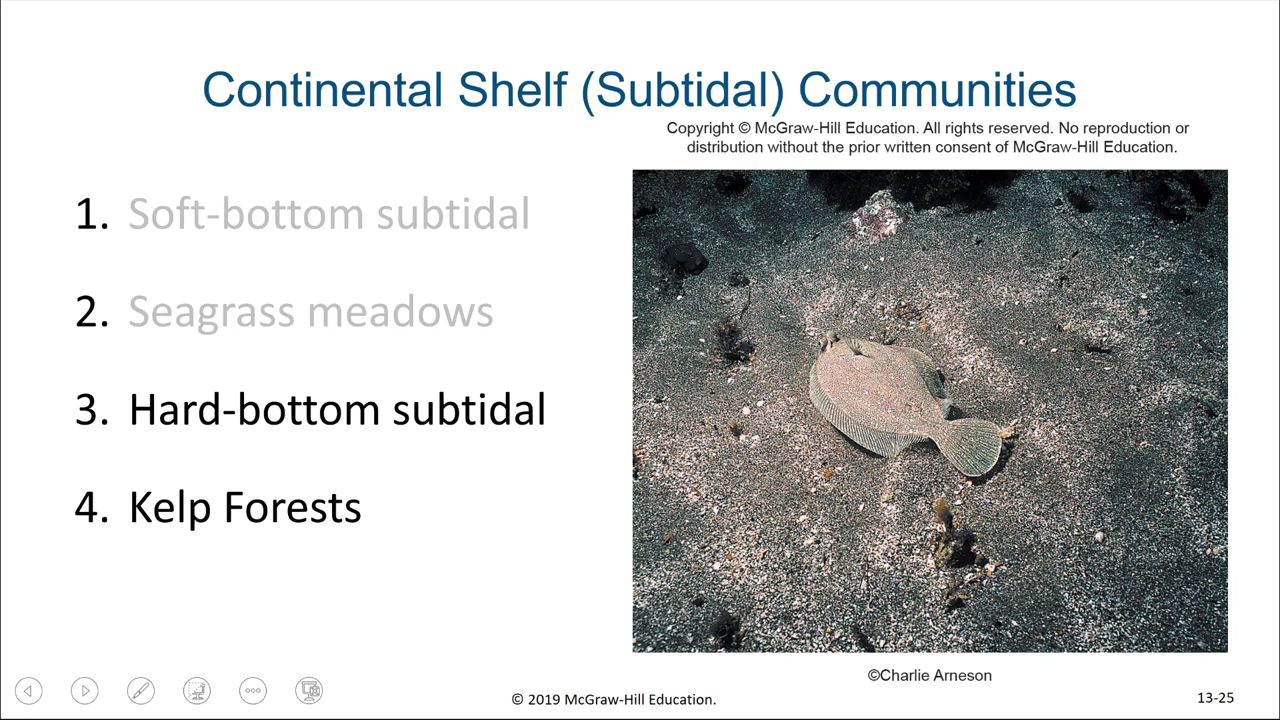 Continental Shelf (Subtidal) Communities
Copyright © McGraw-Hill Education. All rights reserved. No reproduction or
distribution without the prior written consent of McGraw-Hill Education.
1. Soft-bottom subtidal
2. Seagrass meadows
3. Hard-bottom subtidal
4. Kelp Forests
©Charlie Arneson
© 2019 McGraw-Hill Education.
13-25